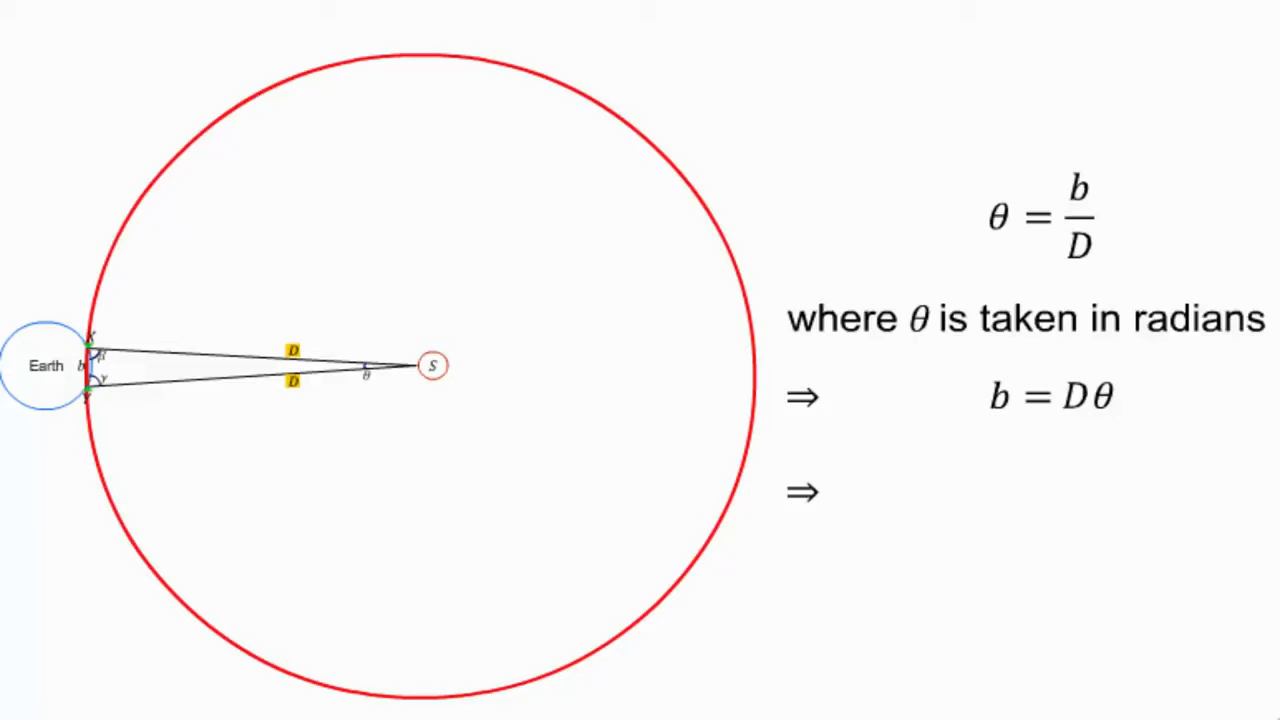 X
D
β
Earth
b
S
θ
γ
D
Y
θ = b/D
where θ is taken in radians
⇒ b = Dθ
⇒